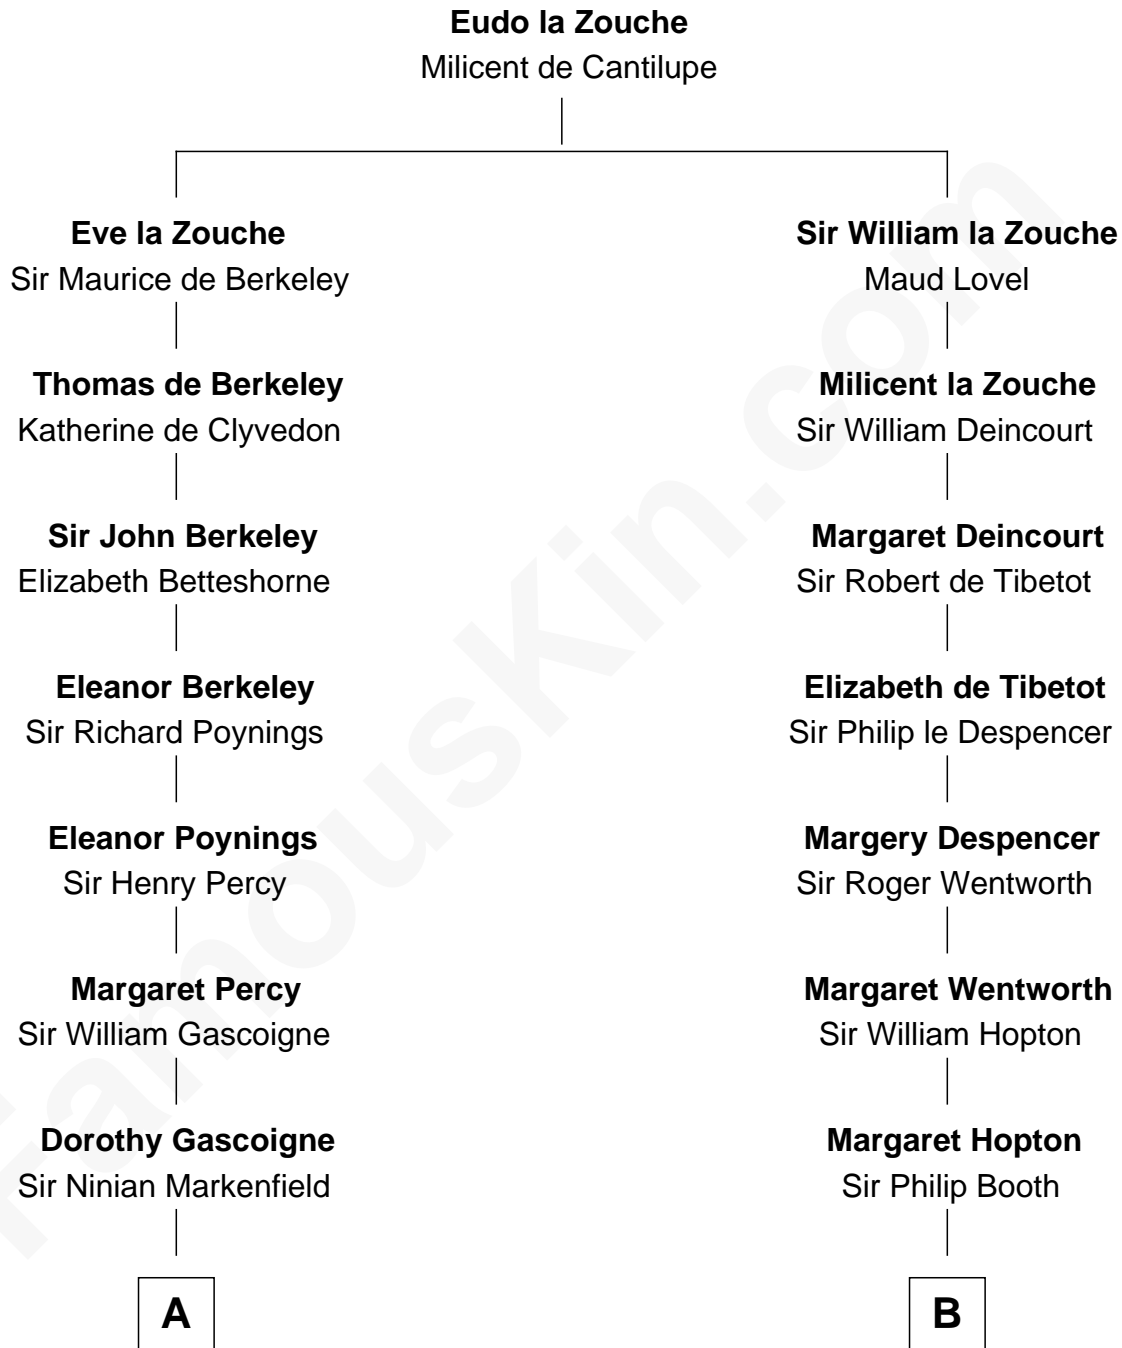 Eudo la Zouche
Milicent de Cantilupe
Eve la Zouche
Sir Maurice de Berkeley
Sir William la Zouche
Maud Lovel
Thomas de Berkeley
Katherine de Clyvedon
Milicent la Zouche
Sir William Deincourt
Sir John Berkeley
Elizabeth Betteshorne
Margaret Deincourt
Sir Robert de Tibetot
Eleanor Berkeley
Sir Richard Poynings
Elizabeth de Tibetot
Sir Philip le Despencer
Eleanor Poynings
Sir Henry Percy
Margery Despencer
Sir Roger Wentworth
Margaret Percy
Sir William Gascoigne
Margaret Wentworth
Sir William Hopton
Dorothy Gascoigne
Sir Ninian Markenfield
Margaret Hopton
Sir Philip Booth
A
B
FamousKin.com